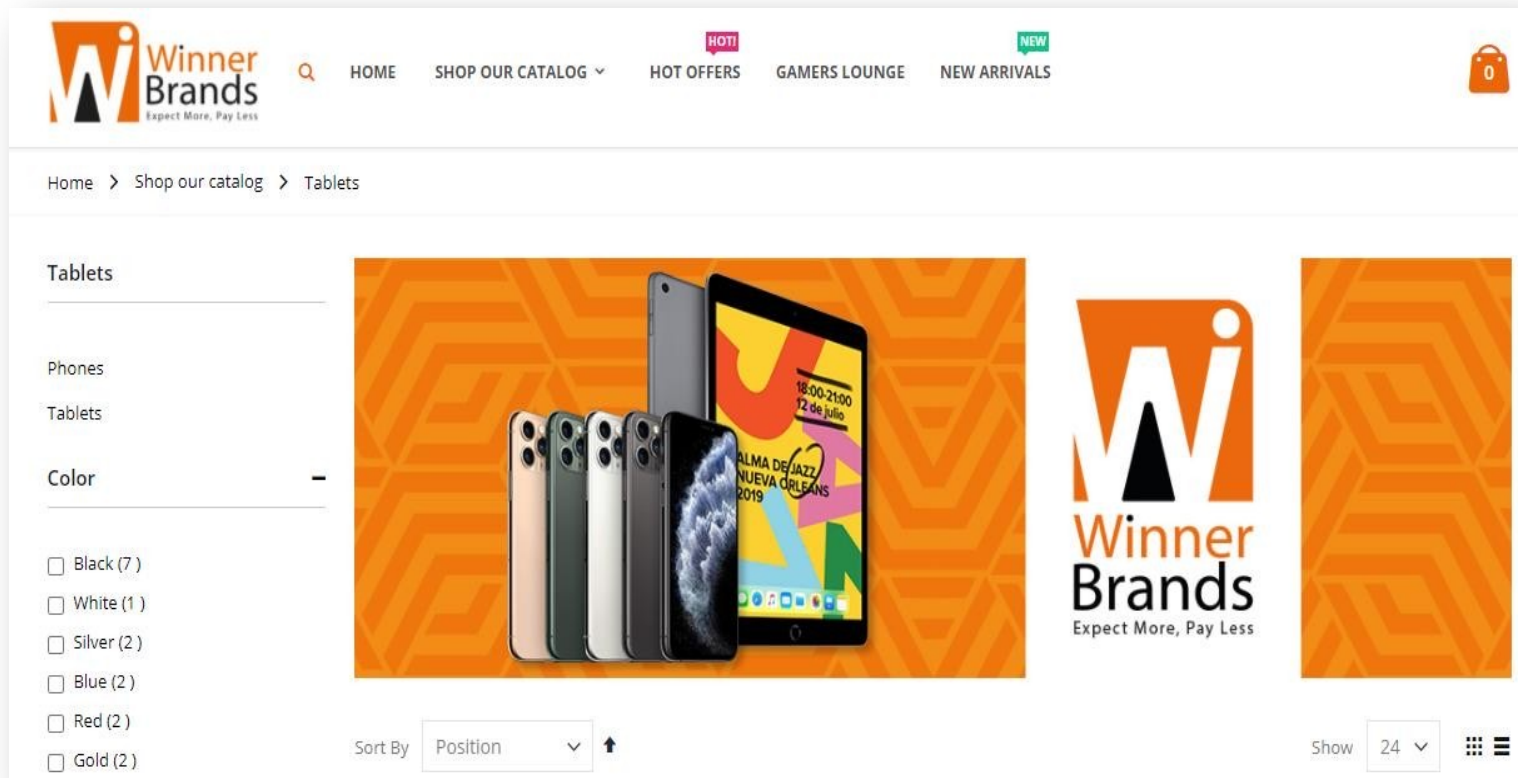 Winner
Brands
Expect More, Pay Less
HOME
SHOP OUR CATALOG
HOT!
HOT OFFERS
GAMERS LOUNGE
NEW
NEW ARRIVALS
0
Home > Shop our catalog > Tablets
Tablets
Phones
Tablets
Color
Black (7 )
White (1 )
Silver (2 )
Blue (2 )
Red (2 )
Gold (2 )
18:00-21:00
12 de julio
ALMA DE JAZZ
NUEVA ORLEANS
2019
Winner
Brands
Expect More, Pay Less
Sort By Position
Show 24